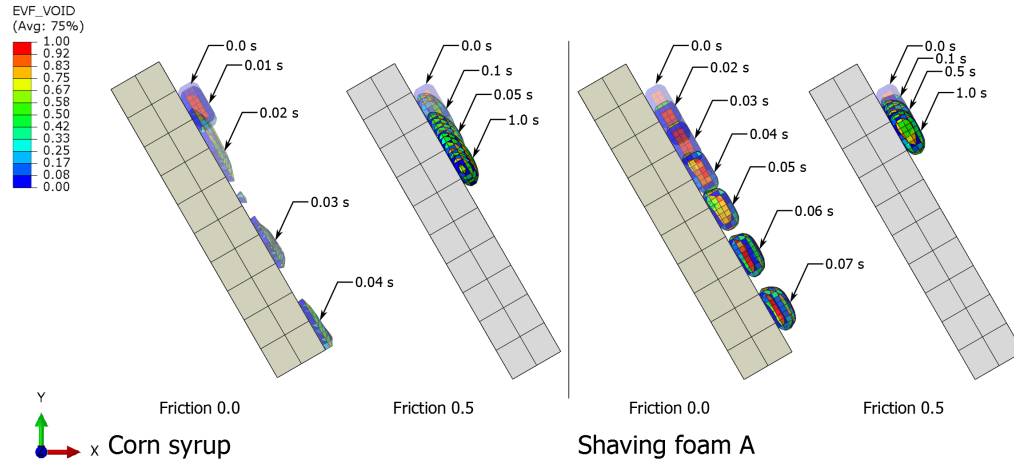 EVF_VOID
(Avg: 75%)
1.00
0.92
0.83
0.75
0.67
0.58
0.50
0.42
0.33
0.25
0.17
0.08
0.00
0.0 s
0.01 s
0.02 s
0.03 s
0.04 s
Friction 0.0
0.0 s
0.1 s
0.05 s
1.0 s
Friction 0.5
0.0 s
0.02 s
0.03 s
0.04 s
0.05 s
0.06 s
0.07 s
Friction 0.0
0.0 s
0.1 s
0.5 s
1.0 s
Friction 0.5
Y
X
Corn syrup
Shaving foam A